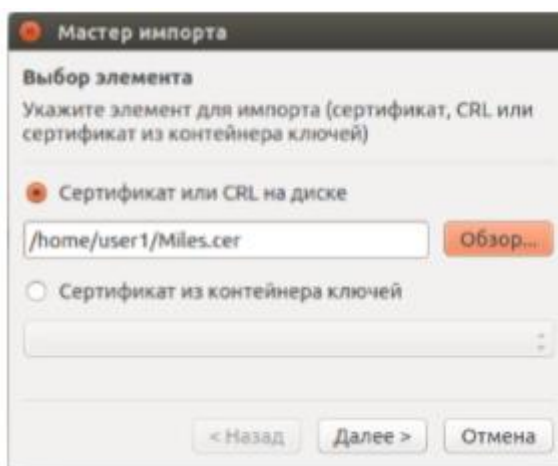 Мастер импорта
Выбор элемента
Укажите элемент для импорта (сертификат, CRL или
сертификат из контейнера ключей)
Сертификат или CRL на диске
/home/user1/Miles.cer
Обзор...
Сертификат из контейнера ключей
< Назад
Далее >
Отмена